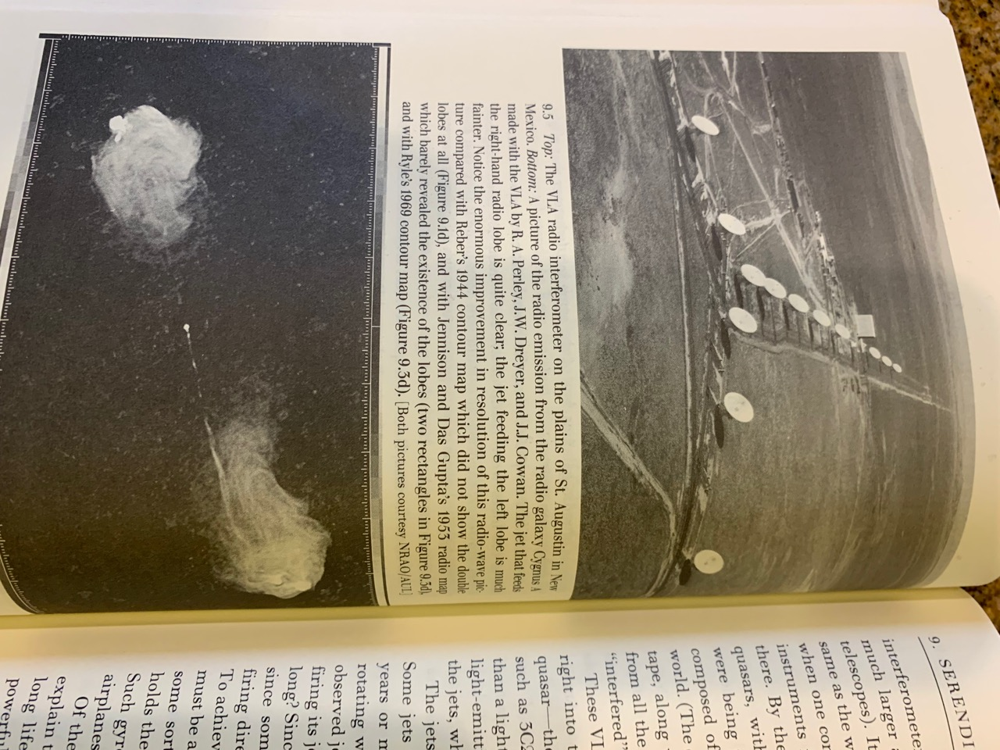 9.5 Top: The VLA radio interferometer on the plains of St. Augustin in New
Mexico. Bottom: A picture of the radio emission from the radio galaxy Cygnus A
made with the VLA by R. A. Perley, J.W. Dreyer, and J.J. Cowan. The jet that feeds
the right-hand radio lobe is quite clear; the jet feeding the left lobe is much
fainter. Notice the enormous improvement in resolution of this radio-wave pic-
ture compared with Reber's 1944 contour map which did not show the double
lobes at all (Figure 9.1d), and with Jennison and Das Gupta's 1953 radio map
which barely revealed the existence of the lobes (two rectangles in Figure 9.3d),
and with Ryle's 1969 contour map (Figure 9.3d). [Both pictures courtesy NRAO/AUI.]
9. SERENDI
interferomete
much larger
telescopes). It
same as the w
when one co
instruments
there. By the
quasars, with
were being
composed of
world. (The
tape, along
from all the
"interfered"
These VI
right into t
quasar—the
such as 3C2
than a light
light-emitt
the jets, wh
The jets
Some jets
years or m
rotating w
observed j
firing its j
long? Sinc
since som
firing dire
To achiev
must be a
some sort
holds the
Such gyr
airplanes
Of the
explain t
long life
powerfu